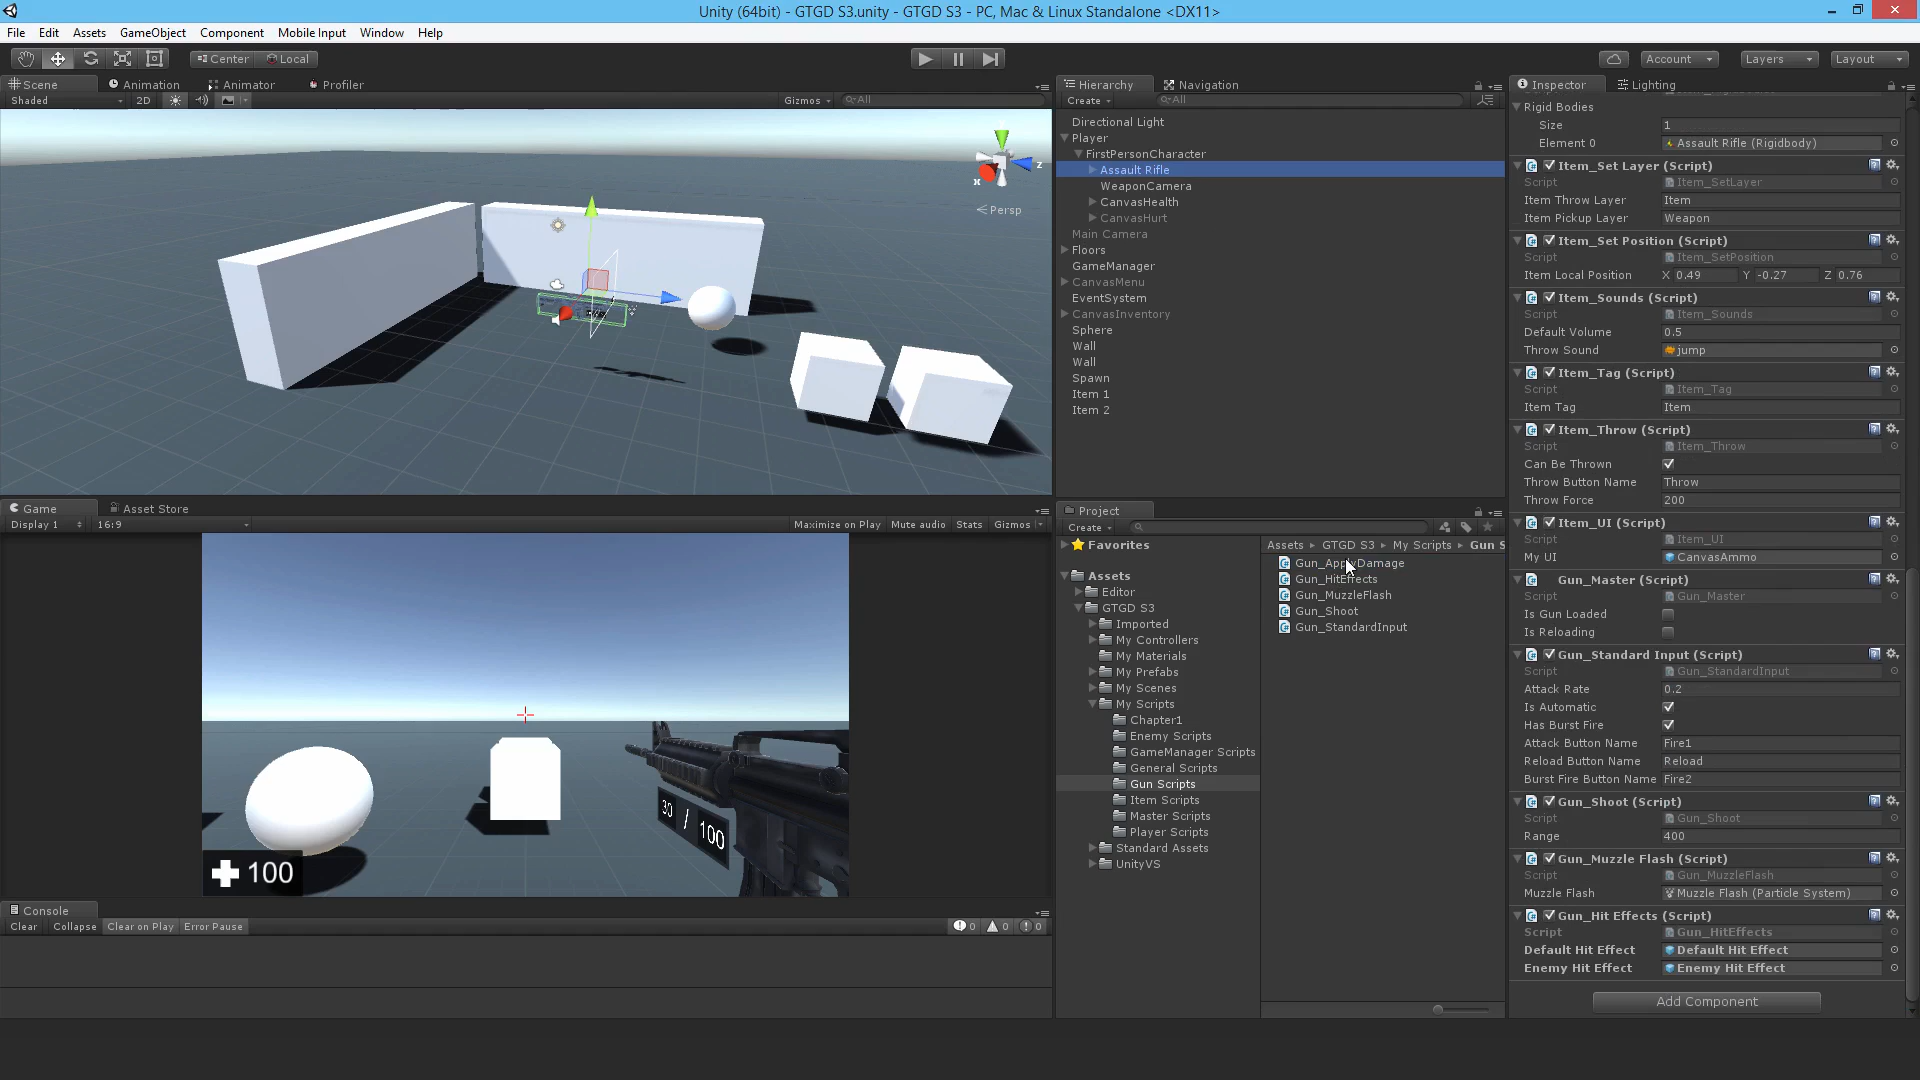 Unity (64bit) - GTGD S3.unity - GTGD S3 - PC, Mac & Linux Standalone <DX11>
File Edit Assets GameObject Component Mobile Input Window Help
Center Local
Account Layers Layout
Scene Animation Animator Profiler
Shaded 2D Gizmos All
x z
Persp
Game Asset Store
Display 1 16:9 Maximize on Play Mute audio Stats Gizmos
30 / 100
100
Console
Clear Collapse Clear on Play Error Pause 0 0 0
Hierarchy Navigation
Create All
Directional Light
Player
FirstPersonCharacter
Assault Rifle
WeaponCamera
CanvasHealth
CanvasHurt
Main Camera
Floors
GameManager
CanvasMenu
EventSystem
CanvasInventory
Sphere
Wall
Wall
Spawn
Item 1
Item 2
Project
Create
Favorites
Assets
Editor
GTGD S3
Imported
My Controllers
My Materials
My Prefabs
My Scenes
My Scripts
Chapter1
Enemy Scripts
GameManager Scripts
General Scripts
Gun Scripts
Item Scripts
Master Scripts
Player Scripts
Standard Assets
UnityVS
Assets GTGD S3 My Scripts Gun S
Gun_ApplyDamage
Gun_HitEffects
Gun_MuzzleFlash
Gun_Shoot
Gun_StandardInput
Inspector Lighting
Rigid Bodies
Size 1
Element 0 Assault Rifle (Rigidbody)
Item_Set Layer (Script)
Script Item_SetLayer
Item Throw Layer Item
Item Pickup Layer Weapon
Item_Set Position (Script)
Script Item_SetPosition
Item Local Position X 0.49 Y -0.27 Z 0.76
Item_Sounds (Script)
Script Item_Sounds
Default Volume 0.5
Throw Sound jump
Item_Tag (Script)
Script Item_Tag
Item Tag Item
Item_Throw (Script)
Script Item_Throw
Can Be Thrown
Throw Button Name Throw
Throw Force 200
Item_UI (Script)
Script Item_UI
My UI CanvasAmmo
Gun_Master (Script)
Script Gun_Master
Is Gun Loaded
Is Reloading
Gun_Standard Input (Script)
Script Gun_StandardInput
Attack Rate 0.2
Is Automatic
Has Burst Fire
Attack Button Name Fire1
Reload Button Name Reload
Burst Fire Button Name Fire2
Gun_Shoot (Script)
Script Gun_Shoot
Range 400
Gun_Muzzle Flash (Script)
Script Gun_MuzzleFlash
Muzzle Flash Muzzle Flash (Particle System)
Gun_Hit Effects (Script)
Script Gun_HitEffects
Default Hit Effect Default Hit Effect
Enemy Hit Effect Enemy Hit Effect
Add Component